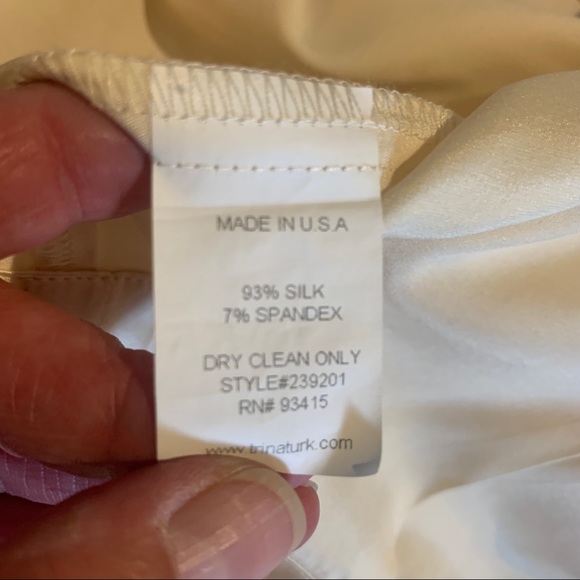 MADE IN U.S.A
93% SILK
7% SPANDEX
DRY CLEAN ONLY
STYLE#239201
RN# 93415
www.trinaturk.com